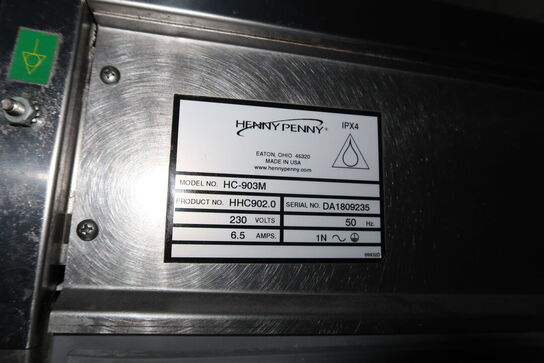 HENNY PENNY®
IPX4
EATON, OHIO 45320
MADE IN USA
www.hennypenny.com
MODEL NO. HC-903M
PRODUCT NO. HHC902.0 SERIAL NO. DA1809235
230 VOLTS 50 Hz.
6.5 AMPS. 1N